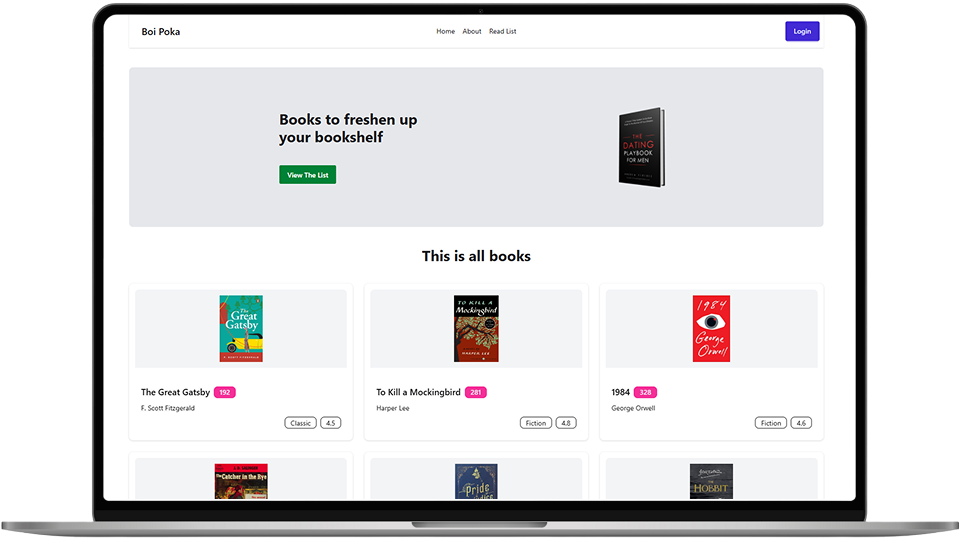 Boi Poka
Home About Read List
Login
Books to freshen up
your bookshelf
View The List
THE
DATING
PLAYBOOK
FOR MEN
This is all books
The
Great
Gatsby
F. SCOTT FITZGERALD
TO KILL A
Mockingbird
HARPER LEE
1984
George
Orwell
The Great Gatsby 192
F. Scott Fitzgerald
Classic 4.5
To Kill a Mockingbird 281
Harper Lee
Fiction 4.8
1984 328
George Orwell
Fiction 4.6
The Catcher in the Rye
Pride
THE
HOBBIT